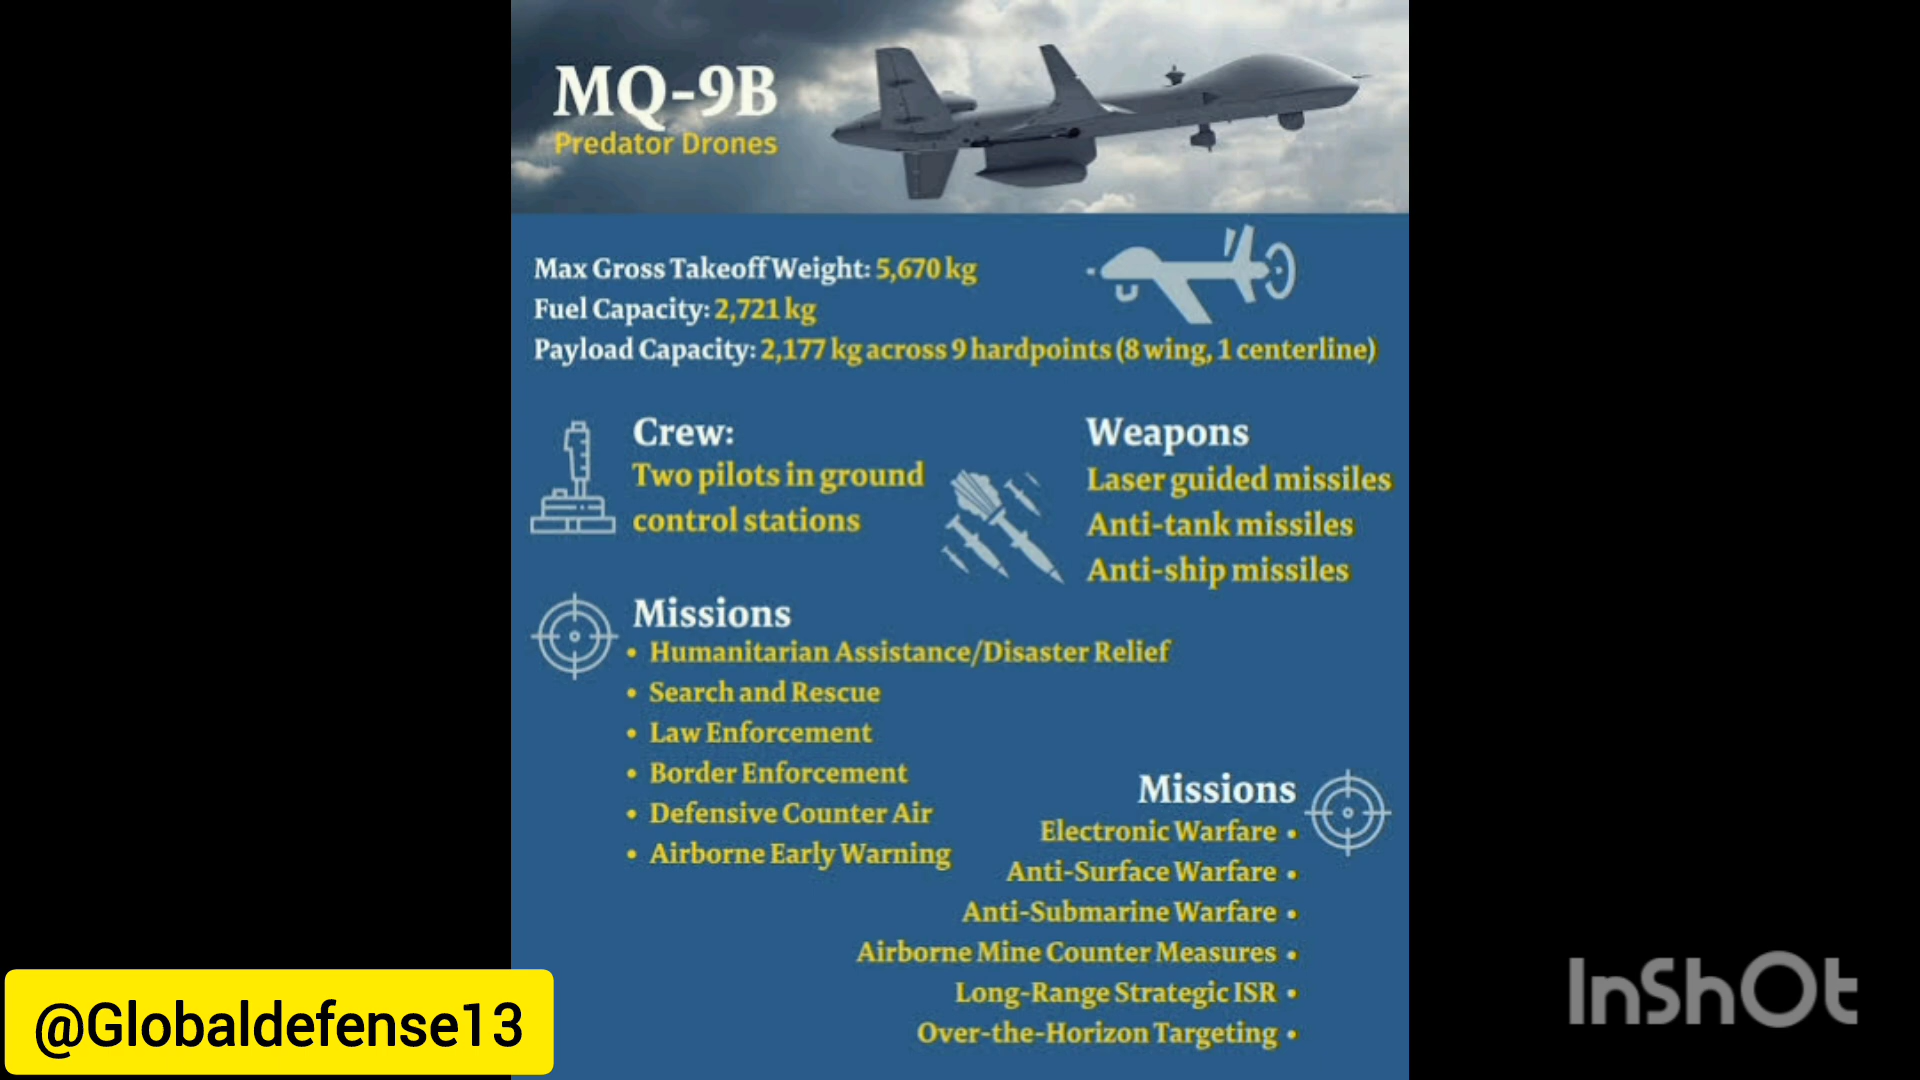 MQ-9B
Predator Drones
Max Gross Takeoff Weight: 5,670 kg
Fuel Capacity: 2,721 kg
Payload Capacity: 2,177 kg across 9 hardpoints (8 wing, 1 centerline)
Crew:
Two pilots in ground
control stations
Weapons
Laser guided missiles
Anti-tank missiles
Anti-ship missiles
Missions
• Humanitarian Assistance/Disaster Relief
• Search and Rescue
• Law Enforcement
• Border Enforcement
• Defensive Counter Air
• Airborne Early Warning
Missions
Electronic Warfare •
Anti-Surface Warfare •
Anti-Submarine Warfare •
Airborne Mine Counter Measures •
Long-Range Strategic ISR •
Over-the-Horizon Targeting •
@Globaldefense13
InShOt